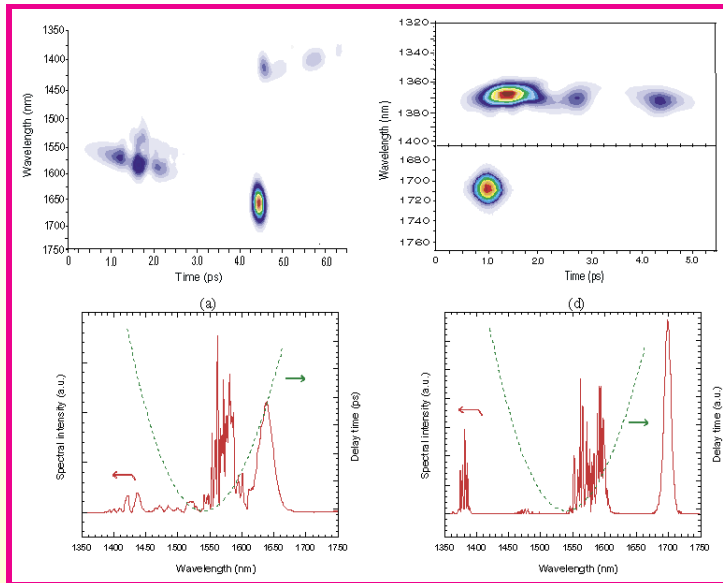 1350
1400
1450
1500
1550
1600
1650
1700
1750
Wavelength (nm)
0 1.0 2.0 3.0 4.0 5.0 6.0
Time (ps)
(a)
1320
1360
1380
1400
1680
1700
1720
1740
1760
Wavelength (nm)
0 1.0 2.0 3.0 4.0 5.0
Time (ps)
(d)
Spectral intensity (a.u.)
Delay time (ps)
1350 1400 1450 1500 1550 1600 1650 1700 1750
Wavelength (nm)
Spectral intensity (a.u.)
Delay time (a.u.)
1350 1400 1450 1500 1550 1600 1650 1700 1750
Wavelength (nm)